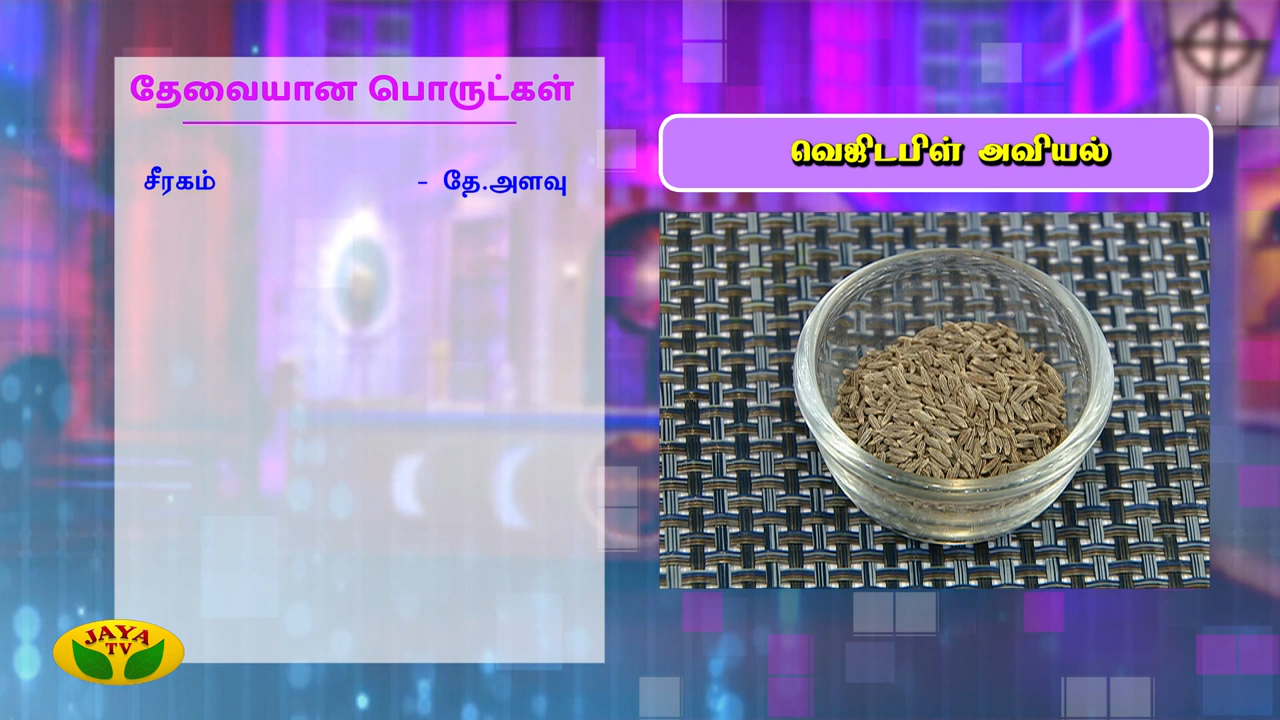 தேவையான பொருட்கள்
சீரகம் - தே.அளவு
வெஜிடபிள் அவியல்
JAYA
TV